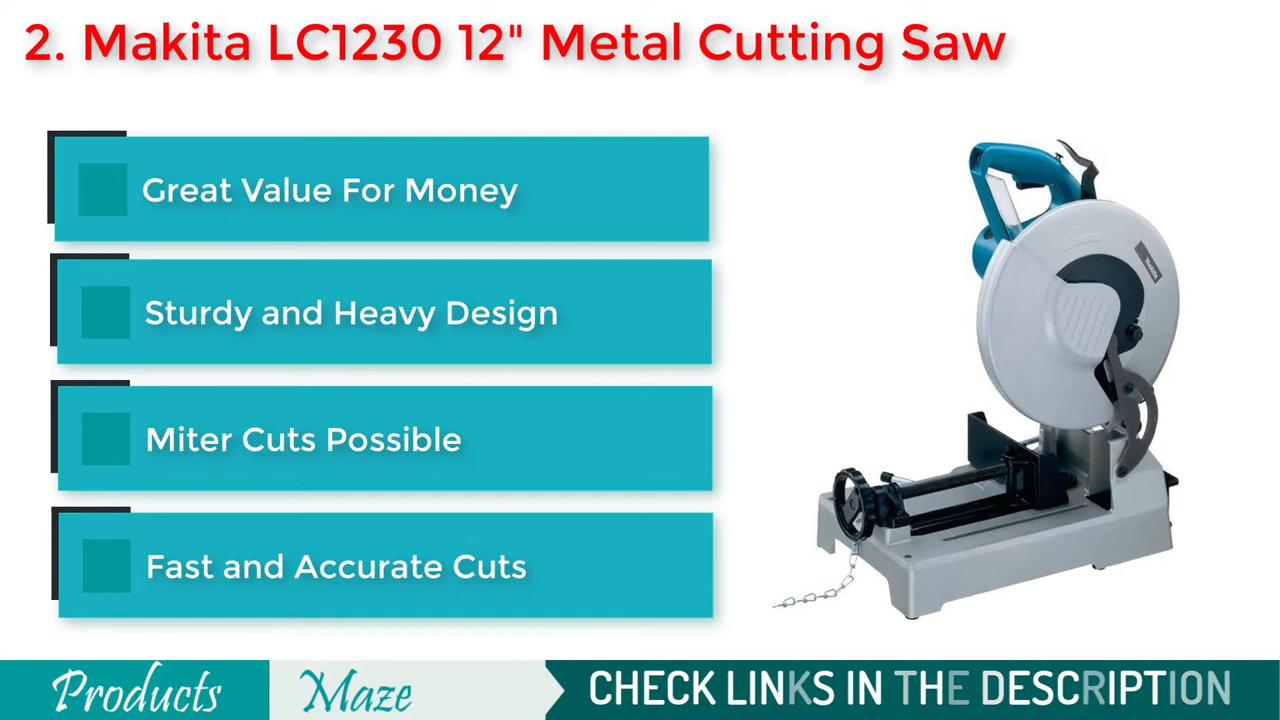 2. Makita LC1230 12" Metal Cutting Saw
Great Value For Money
Sturdy and Heavy Design
Miter Cuts Possible
Fast and Accurate Cuts
Makita
Products Maze
CHECK LINKS IN THE DESCRIPTION